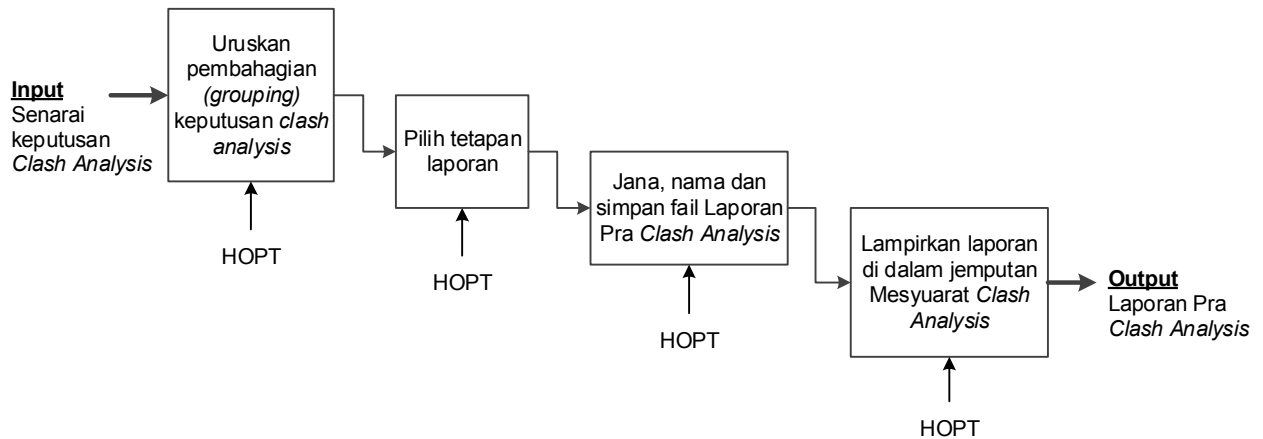 Input
Senarai
keputusan
Clash Analysis
Uruskan
pembahagian
(grouping)
keputusan clash
analysis
HOPT
Pilih tetapan
laporan
HOPT
Jana, nama dan
simpan fail Laporan
Pra Clash Analysis
HOPT
Lampirkan laporan
di dalam jemputan
Mesyuarat Clash
Analysis
HOPT
Output
Laporan Pra
Clash Analysis